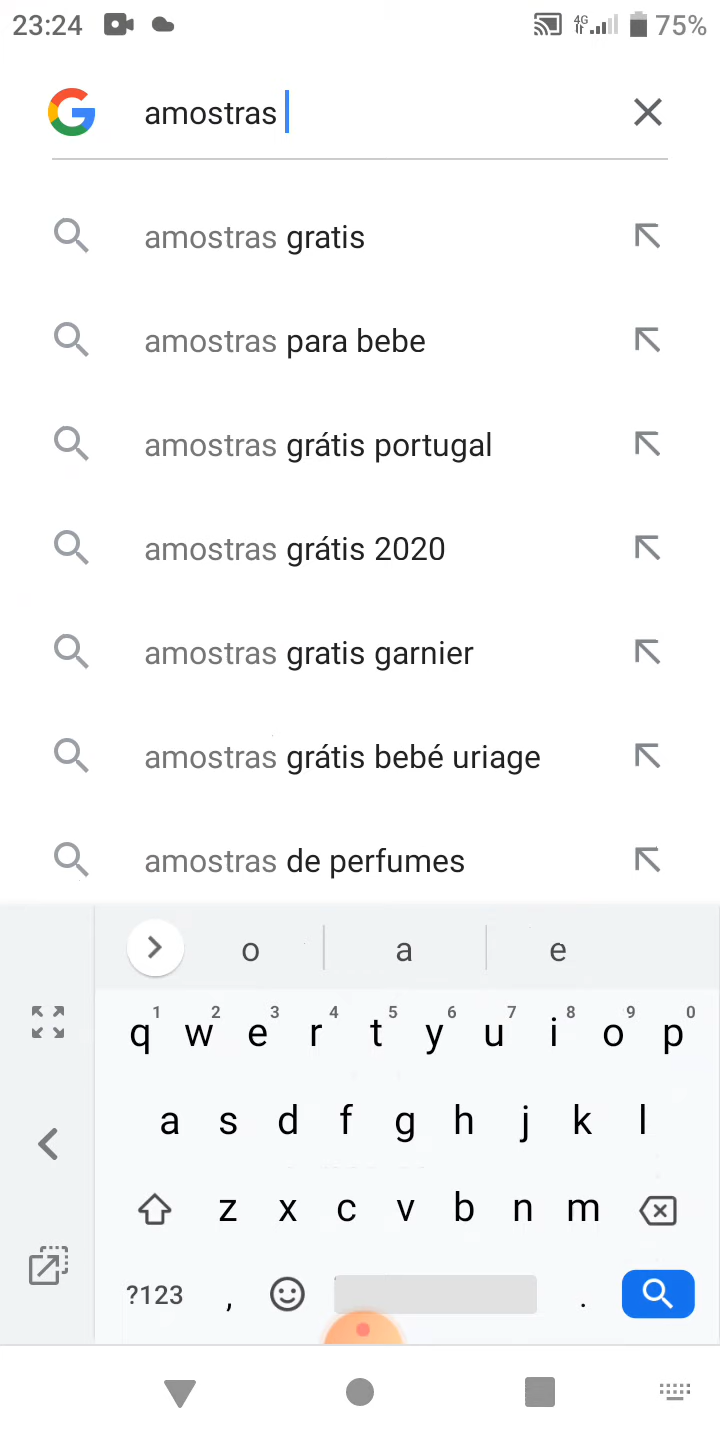 23:24 4G 75%
amostras
amostras gratis
amostras para bebe
amostras grátis portugal
amostras grátis 2020
amostras gratis garnier
amostras grátis bebé uriage
amostras de perfumes
o a e
1 2 3 4 5 6 7 8 9 0
q w e r t y u i o p
a s d f g h j k l
z x c v b n m
?123 , .